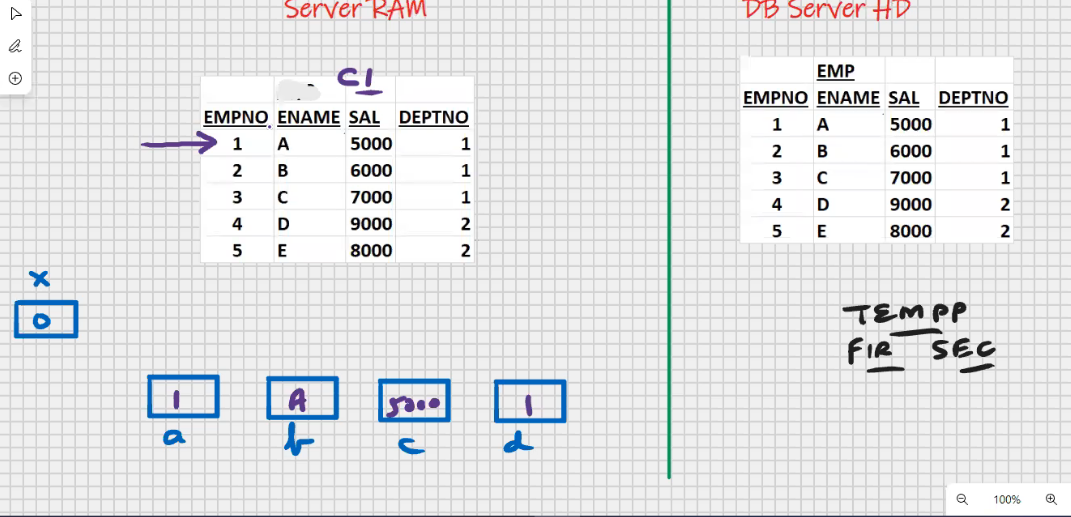 Server RAM
DB Server HD
C1
EMPNO ENAME SAL DEPTNO
1 A 5000 1
2 B 6000 1
3 C 7000 1
4 D 9000 2
5 E 8000 2
EMP
EMPNO ENAME SAL DEPTNO
1 A 5000 1
2 B 6000 1
3 C 7000 1
4 D 9000 2
5 E 8000 2
x
0
TEMPP
FIR SEC
1 A 5000 1
a b c d
100%